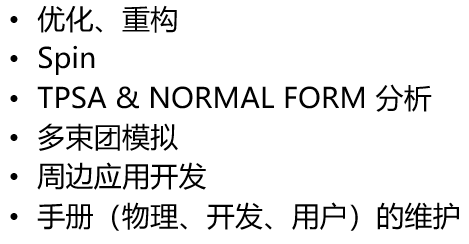 • 优化、重构
• Spin
• TPSA & NORMAL FORM 分析
• 多束团模拟
• 周边应用开发
• 手册（物理、开发、用户）的维护